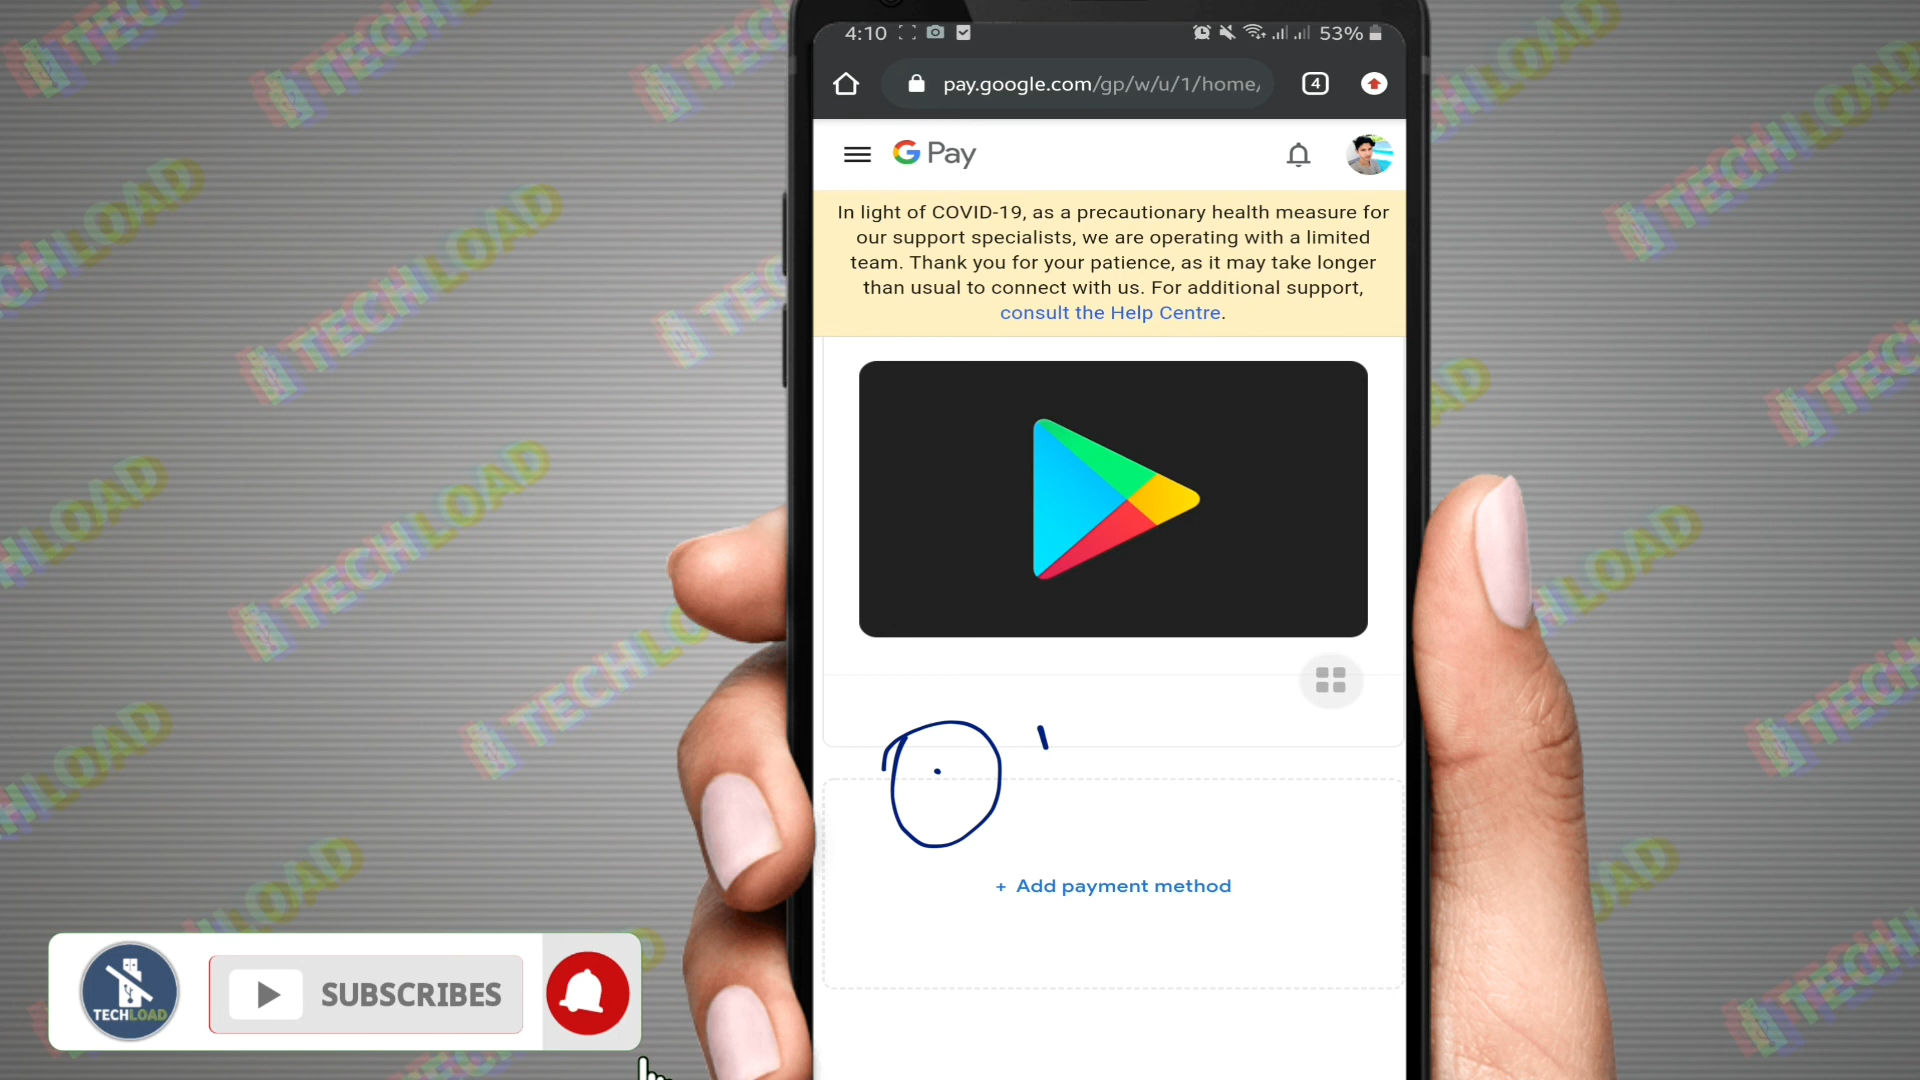 4:10
53%
pay.google.com/gp/w/u/1/home,
4
G Pay
In light of COVID-19, as a precautionary health measure for
our support specialists, we are operating with a limited
team. Thank you for your patience, as it may take longer
than usual to connect with us. For additional support,
consult the Help Centre.
+ Add payment method
TECHLOAD
SUBSCRIBES
TECHLOAD